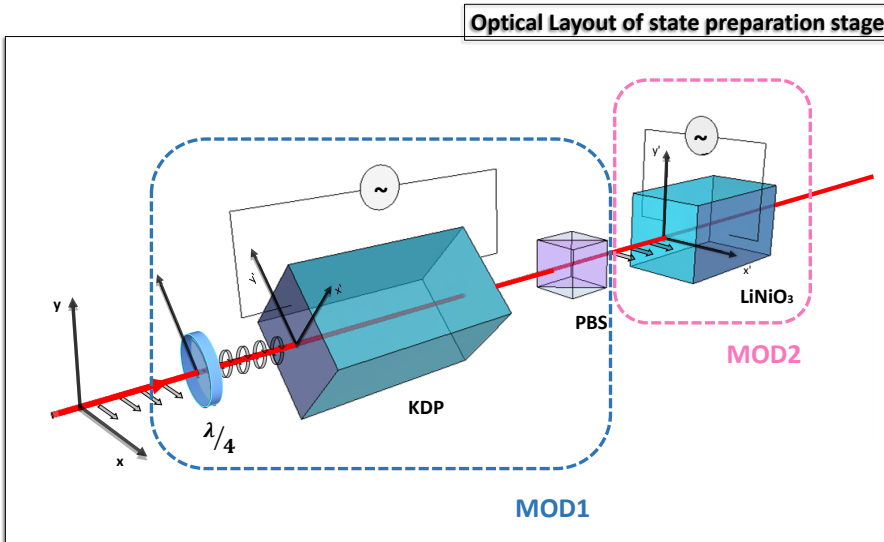 Optical Layout of state preparation stage
~
y'
x'
LiNiO₃
MOD2
PBS
~
y'
x'
KDP
y
x
λ/4
MOD1